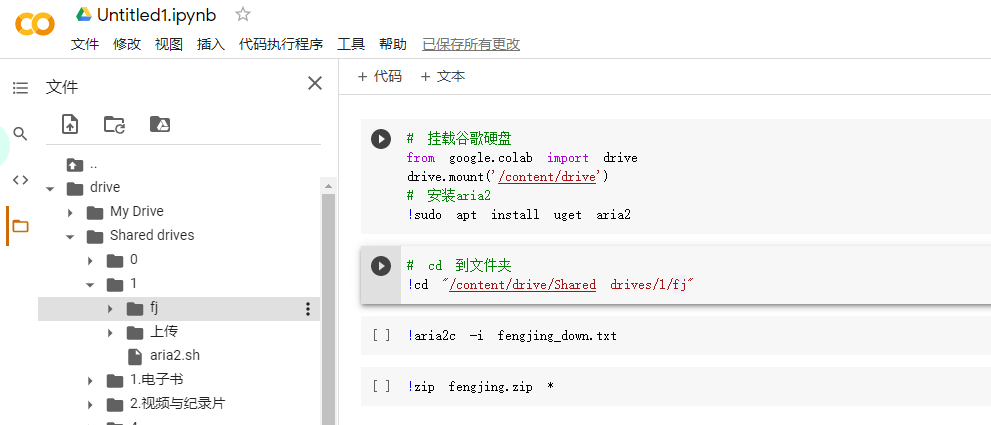 Untitled1.ipynb
文件 修改 视图 插入 代码执行程序 工具 帮助 已保存所有更改
文件
..
drive
My Drive
Shared drives
0
1
fj
上传
aria2.sh
1.电子书
2.视频与纪录片
+ 代码 + 文本
# 挂载谷歌硬盘
from google.colab import drive
drive.mount('/content/drive')
# 安装aria2
!sudo apt install uget aria2
# cd 到文件夹
!cd "/content/drive/Shared drives/1/fj"
[ ] !aria2c -i fengjing_down.txt
[ ] !zip fengjing.zip *